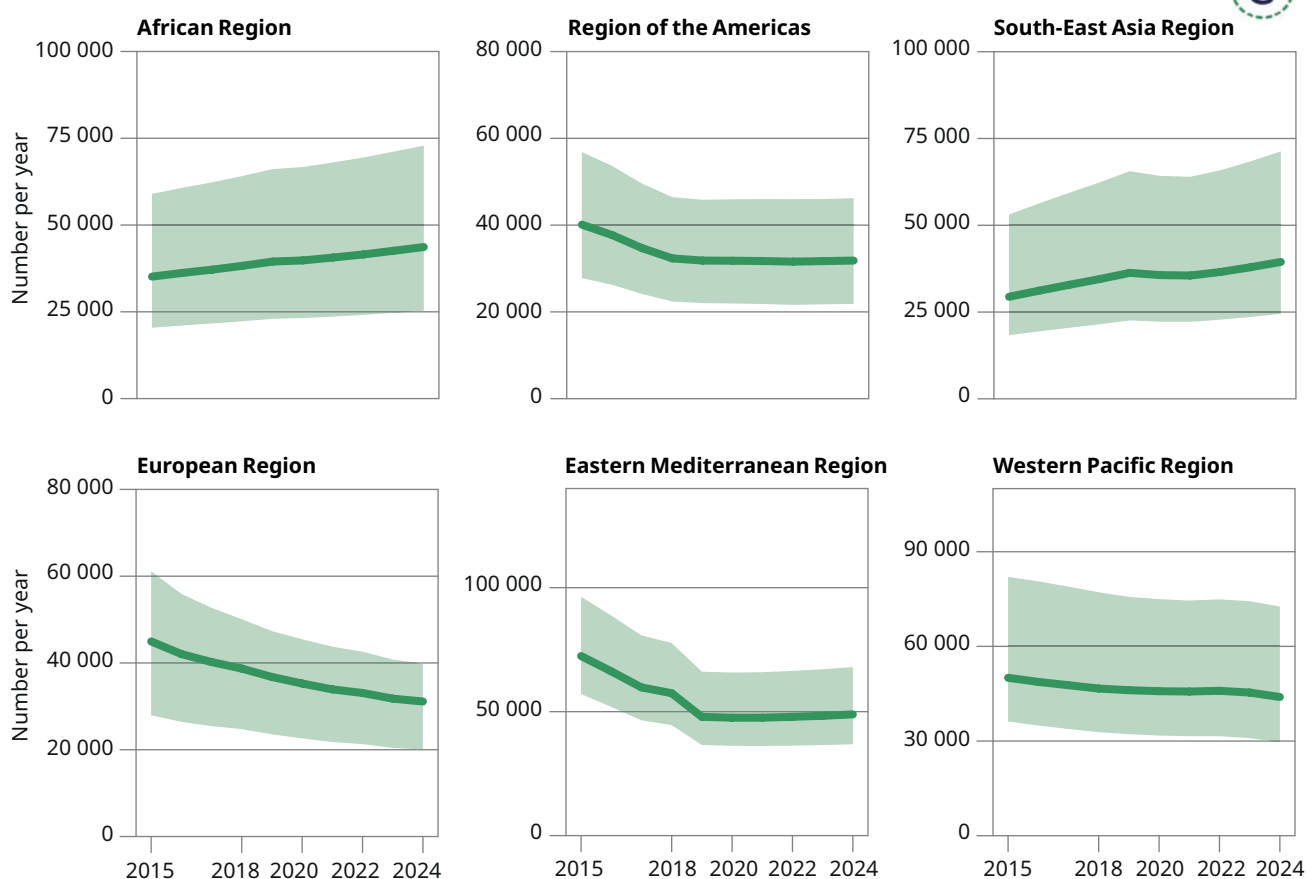 African Region
Region of the Americas
South-East Asia Region
Number per year
100 000
75 000
50 000
25 000
0
80 000
60 000
40 000
20 000
0
100 000
75 000
50 000
25 000
0
European Region
Eastern Mediterranean Region
Western Pacific Region
Number per year
80 000
60 000
40 000
20 000
0
2015 2018 2020 2022 2024
100 000
50 000
0
2015 2018 2020 2022 2024
90 000
60 000
30 000
0
2015 2018 2020 2022 2024